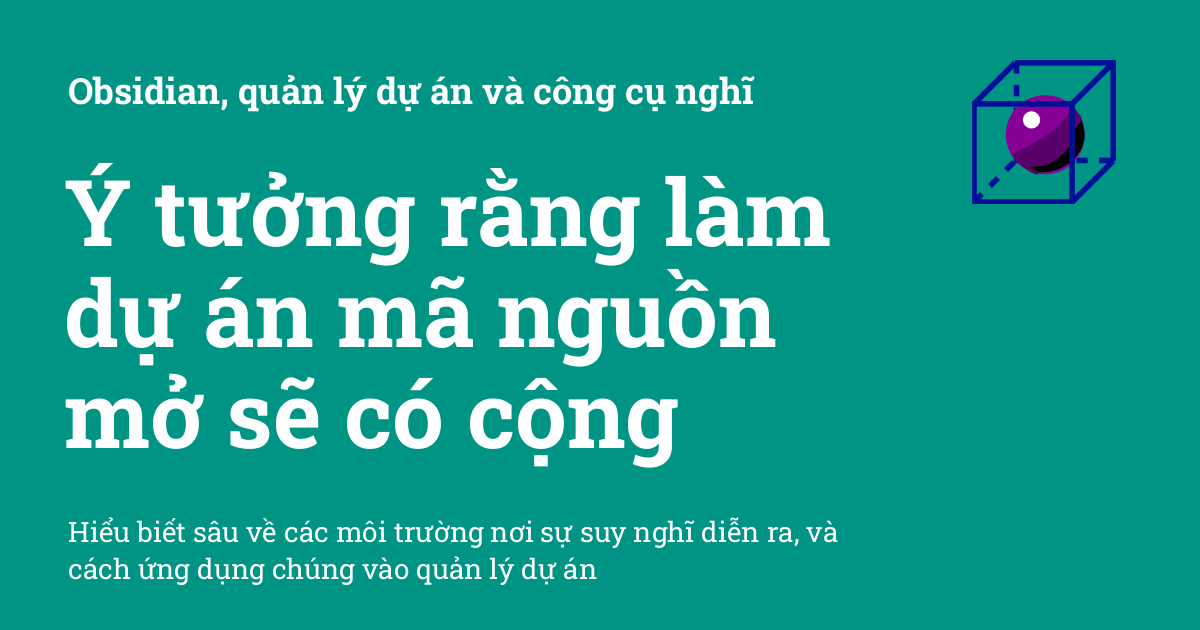 Obsidian, quản lý dự án và công cụ nghĩ
Ý tưởng rằng làm
dự án mã nguồn
mở sẽ có cộng
Hiểu biết sâu về các môi trường nơi sự suy nghĩ diễn ra, và
cách ứng dụng chúng vào quản lý dự án